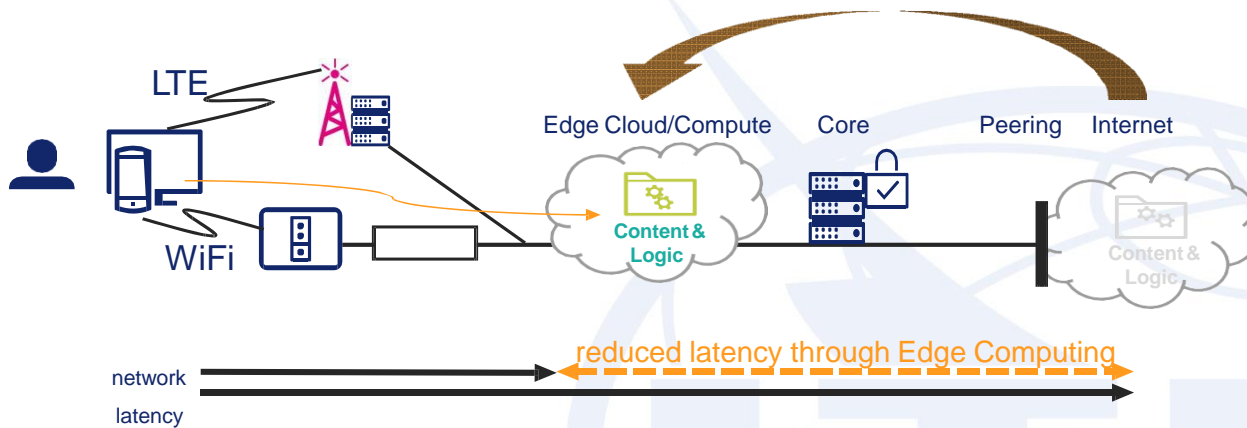 LTE
Edge Cloud/Compute
Core
Peering
Internet
Content &
Logic
Content &
Logic
WiFi
reduced latency through Edge Computing
network
latency